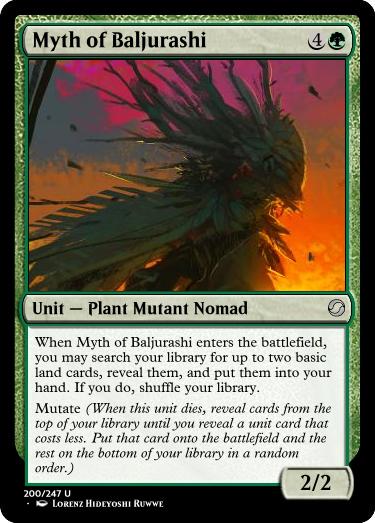 Myth of Baljurashi 4
Unit — Plant Mutant Nomad
When Myth of Baljurashi enters the battlefield,
you may search your library for up to two basic
land cards, reveal them, and put them into your
hand. If you do, shuffle your library.
Mutate (When this unit dies, reveal cards from the
top of your library until you reveal a unit card that
costs less. Put that card onto the battlefield and the
rest on the bottom of your library in a random
order.)
2/2
200/247 U
· Lorenz Hideyoshi Ruwwe